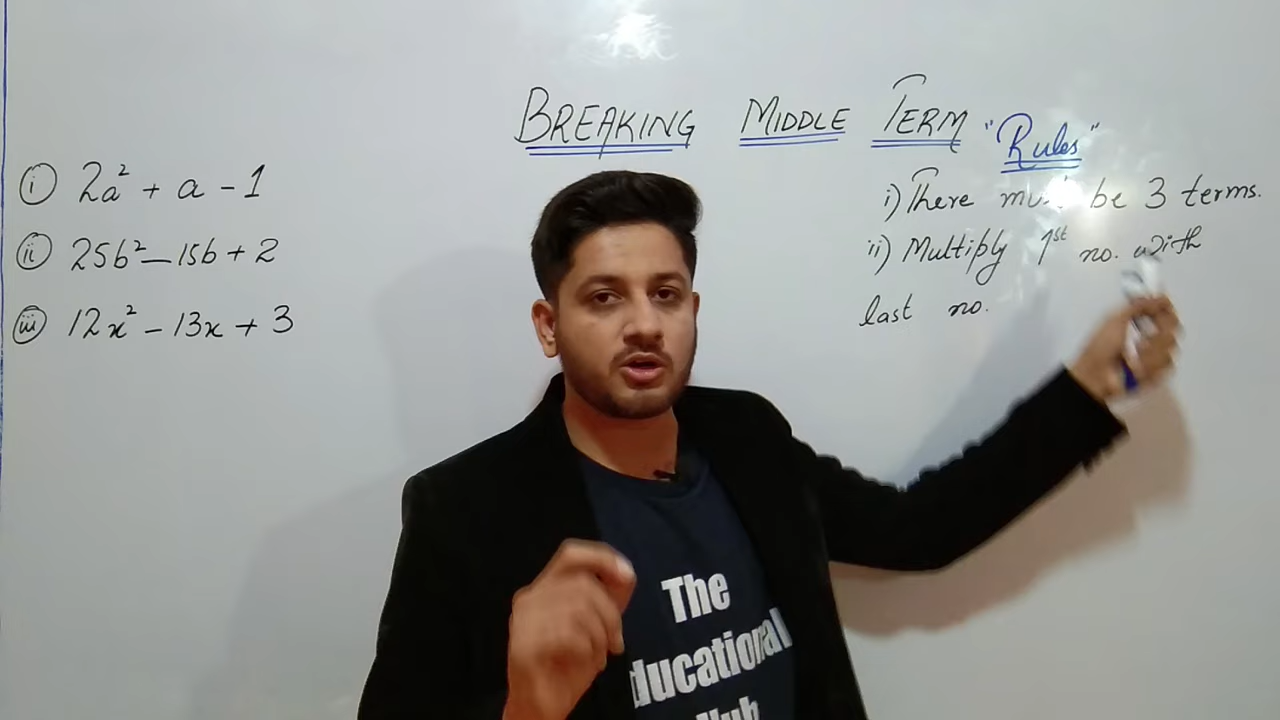 BREAKING MIDDLE TERM
"Rules"
i) There must be 3 terms.
ii) Multiply 1st no. with
last no.
i 2a² + a - 1
ii 25b² - 15b + 2
iii 12x² - 13x + 3
The
ducational